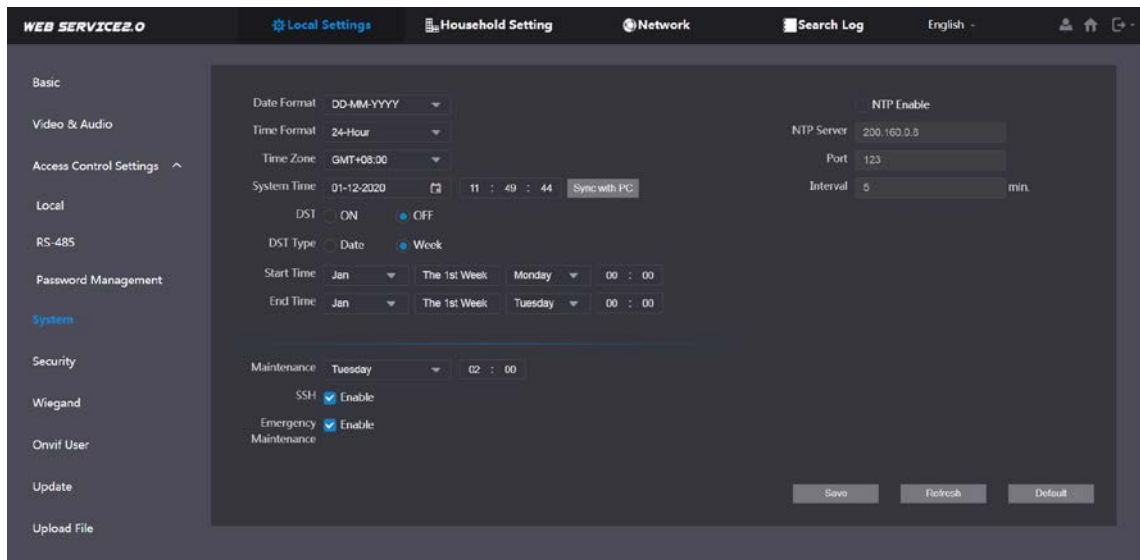 WEB SERVICE2.0 Local Settings Household Setting Network Search Log English
Basic
Video & Audio
Access Control Settings
Local
RS-485
Password Management
System
Security
Wiegand
Onvif User
Update
Upload File
Date Format DD-MM-YYYY
Time Format 24-Hour
Time Zone GMT+08:00
System Time 01-12-2020 11 : 49 : 44 Sync with PC
DST ON OFF
DST Type Date Week
Start Time Jan The 1st Week Monday 00 : 00
End Time Jan The 1st Week Tuesday 00 : 00
Maintenance Tuesday 02 : 00
SSH Enable
Emergency Enable
Maintenance
NTP Enable
NTP Server 200.160.0.8
Port 123
Interval 5 min.
Save Refresh Default